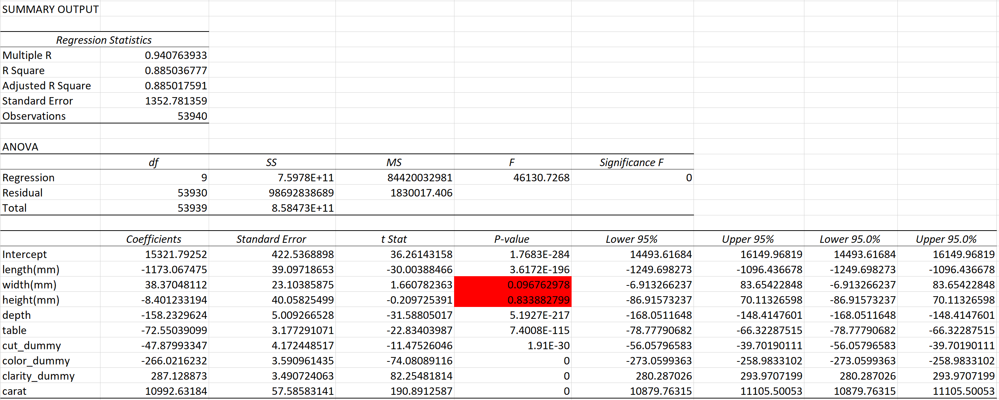 SUMMARY OUTPUT
Regression Statistics
Multiple R 0.940763933
R Square 0.885036777
Adjusted R Square 0.885017591
Standard Error 1352.781359
Observations 53940
ANOVA
df SS MS F Significance F
Regression 9 7.5978E+11 84420032981 46130.7268 0
Residual 53930 98692838689 1830017.406
Total 53939 8.58473E+11
Coefficients Standard Error t Stat P-value Lower 95% Upper 95% Lower 95.0% Upper 95.0%
Intercept 15321.79252 422.5368898 36.26143158 1.7683E-284 14493.61684 16149.96819 14493.61684 16149.96819
length(mm) -1173.067475 39.09718653 -30.00388466 3.6172E-196 -1249.698273 -1096.436678 -1249.698273 -1096.436678
width(mm) 38.37048112 23.10385875 1.660782363 0.096762978 -6.913266237 83.65422848 -6.913266237 83.65422848
height(mm) -8.401233194 40.05825499 -0.209725391 0.833882799 -86.91573237 70.11326598 -86.91573237 70.11326598
depth -158.2329624 5.009266528 -31.58805017 5.1927E-217 -168.0511648 -148.4147601 -168.0511648 -148.4147601
table -72.55039099 3.177291071 -22.83403987 7.4008E-115 -78.77790682 -66.32287515 -78.77790682 -66.32287515
cut_dummy -47.87993347 4.172448517 -11.47526046 1.91E-30 -56.05796583 -39.70190111 -56.05796583 -39.70190111
color_dummy -266.0216232 3.590961435 -74.08089116 0 -273.0599363 -258.9833102 -273.0599363 -258.9833102
clarity_dummy 287.128873 3.490724063 82.25481814 0 280.287026 293.9707199 280.287026 293.9707199
carat 10992.63184 57.58583141 190.8912587 0 10879.76315 11105.50053 10879.76315 11105.50053